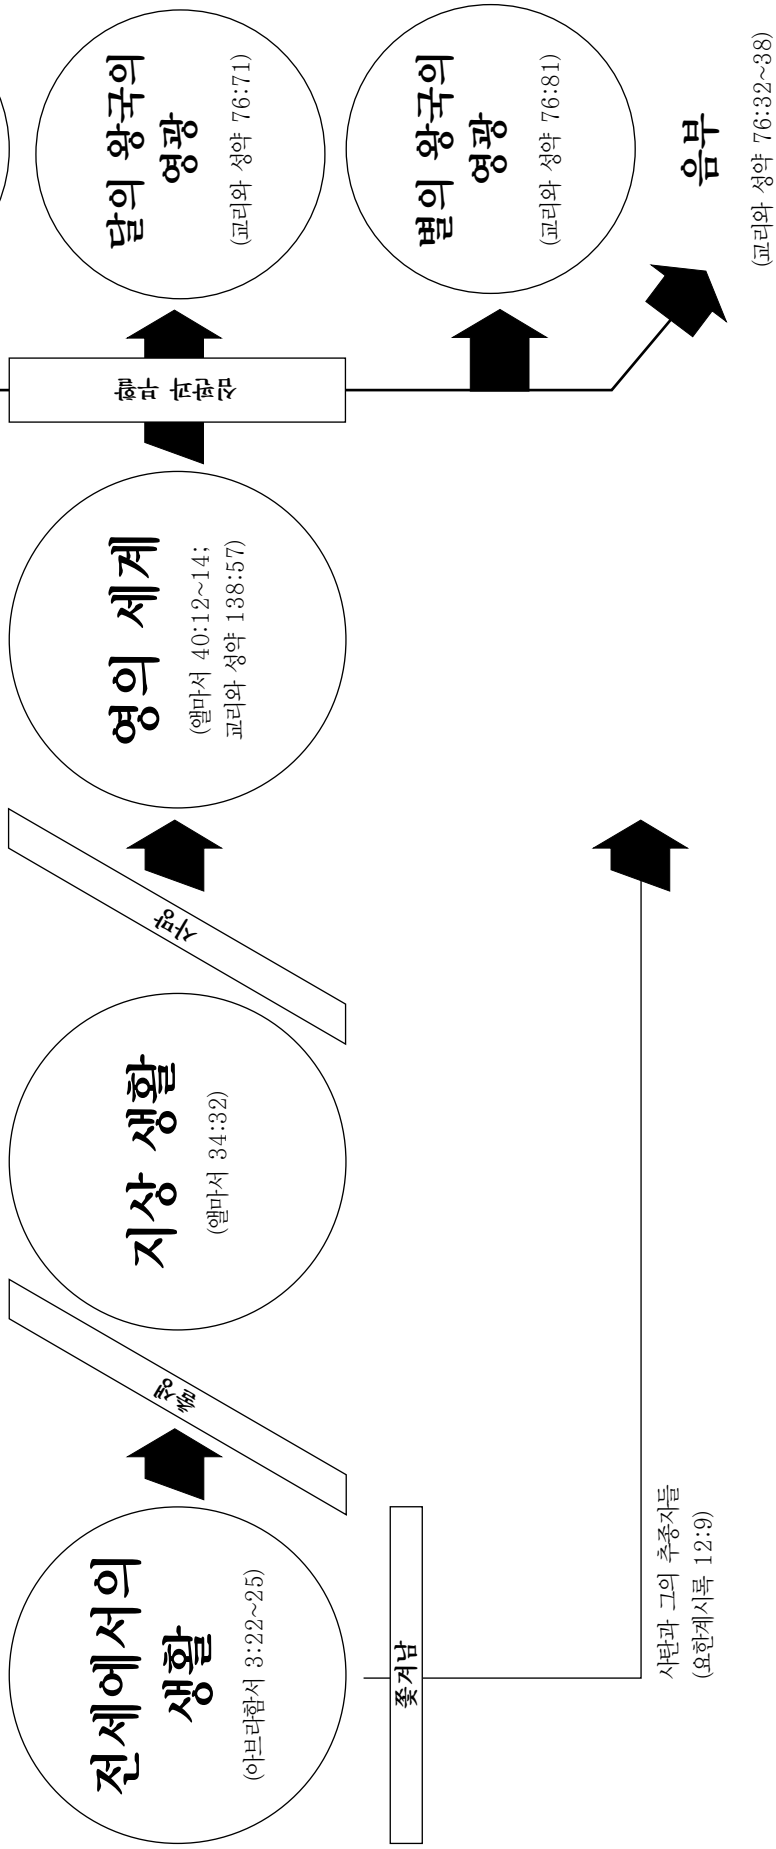 전세에서의
생활
(아브라함서 3:22~25)
출생
지상 생활
(앨마서 34:32)
사망
영의 세계
(앨마서 40:12~14;
교리와 성약 138:57)
심판과 부활
달의 왕국의
영광
(교리와 성약 76:71)
별의 왕국의
영광
(교리와 성약 76:81)
음부
(교리와 성약 76:32~38)
쫓겨남
사탄과 그의 추종자들
(요한계시록 12:9)